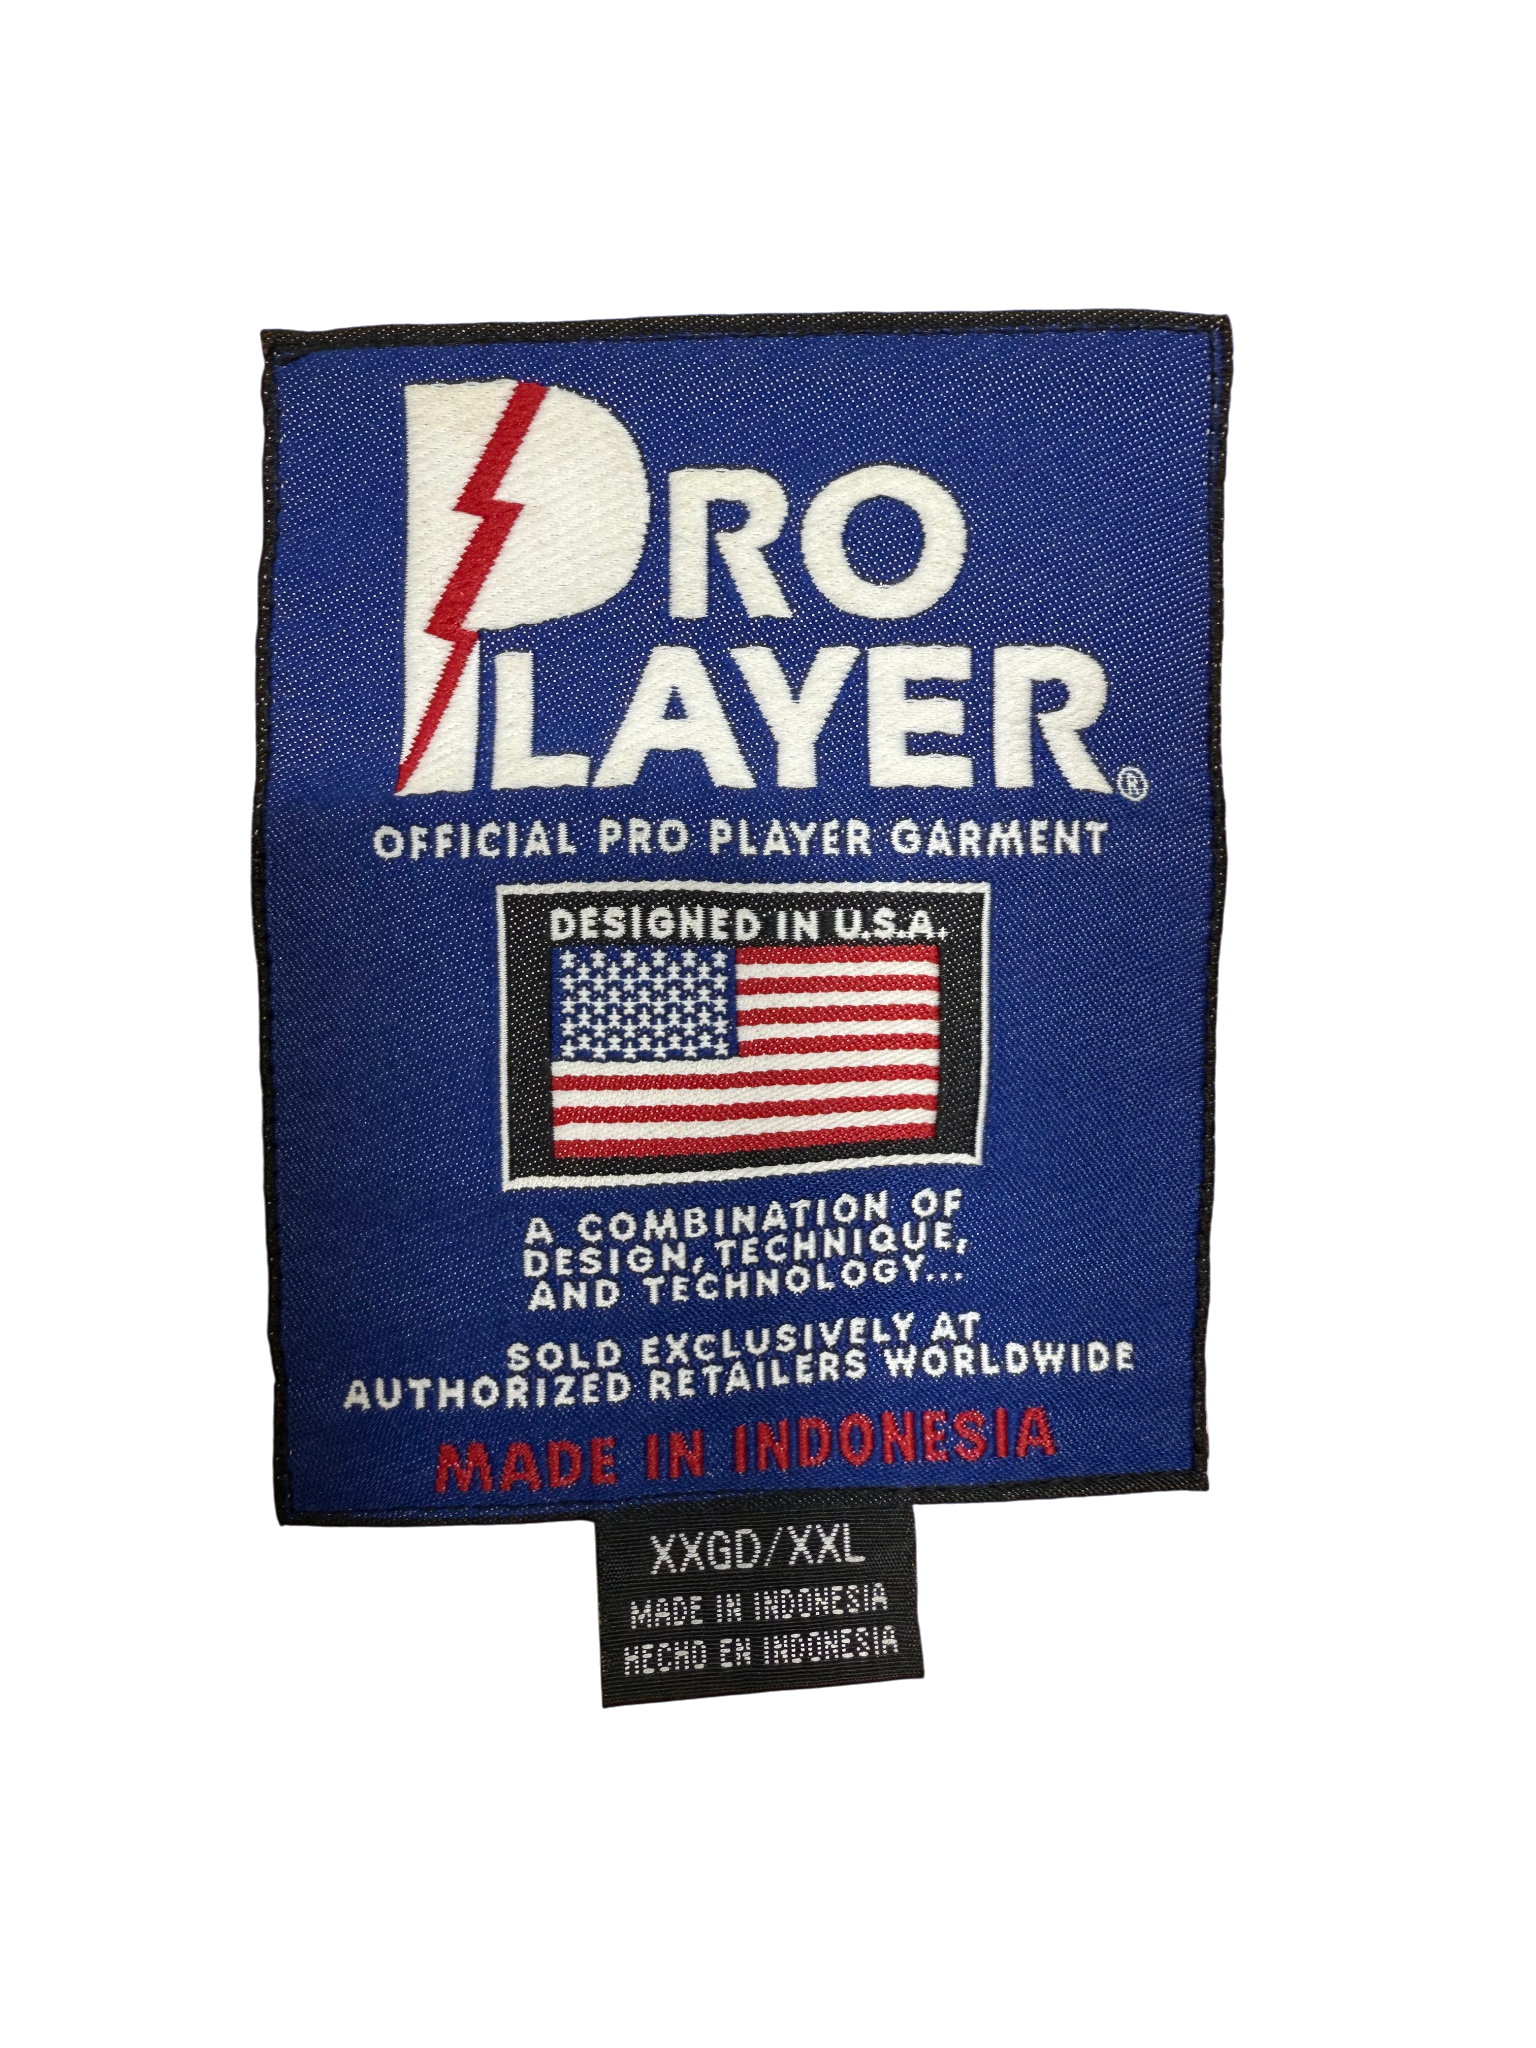 PRO
PLAYER®
OFFICIAL PRO PLAYER GARMENT
DESIGNED IN U.S.A.
A COMBINATION OF
DESIGN, TECHNIQUE,
AND TECHNOLOGY...
SOLD EXCLUSIVELY AT
AUTHORIZED RETAILERS WORLDWIDE
MADE IN INDONESIA
XXGD/XXL
MADE IN INDONESIA
HECHO EN INDONESIA